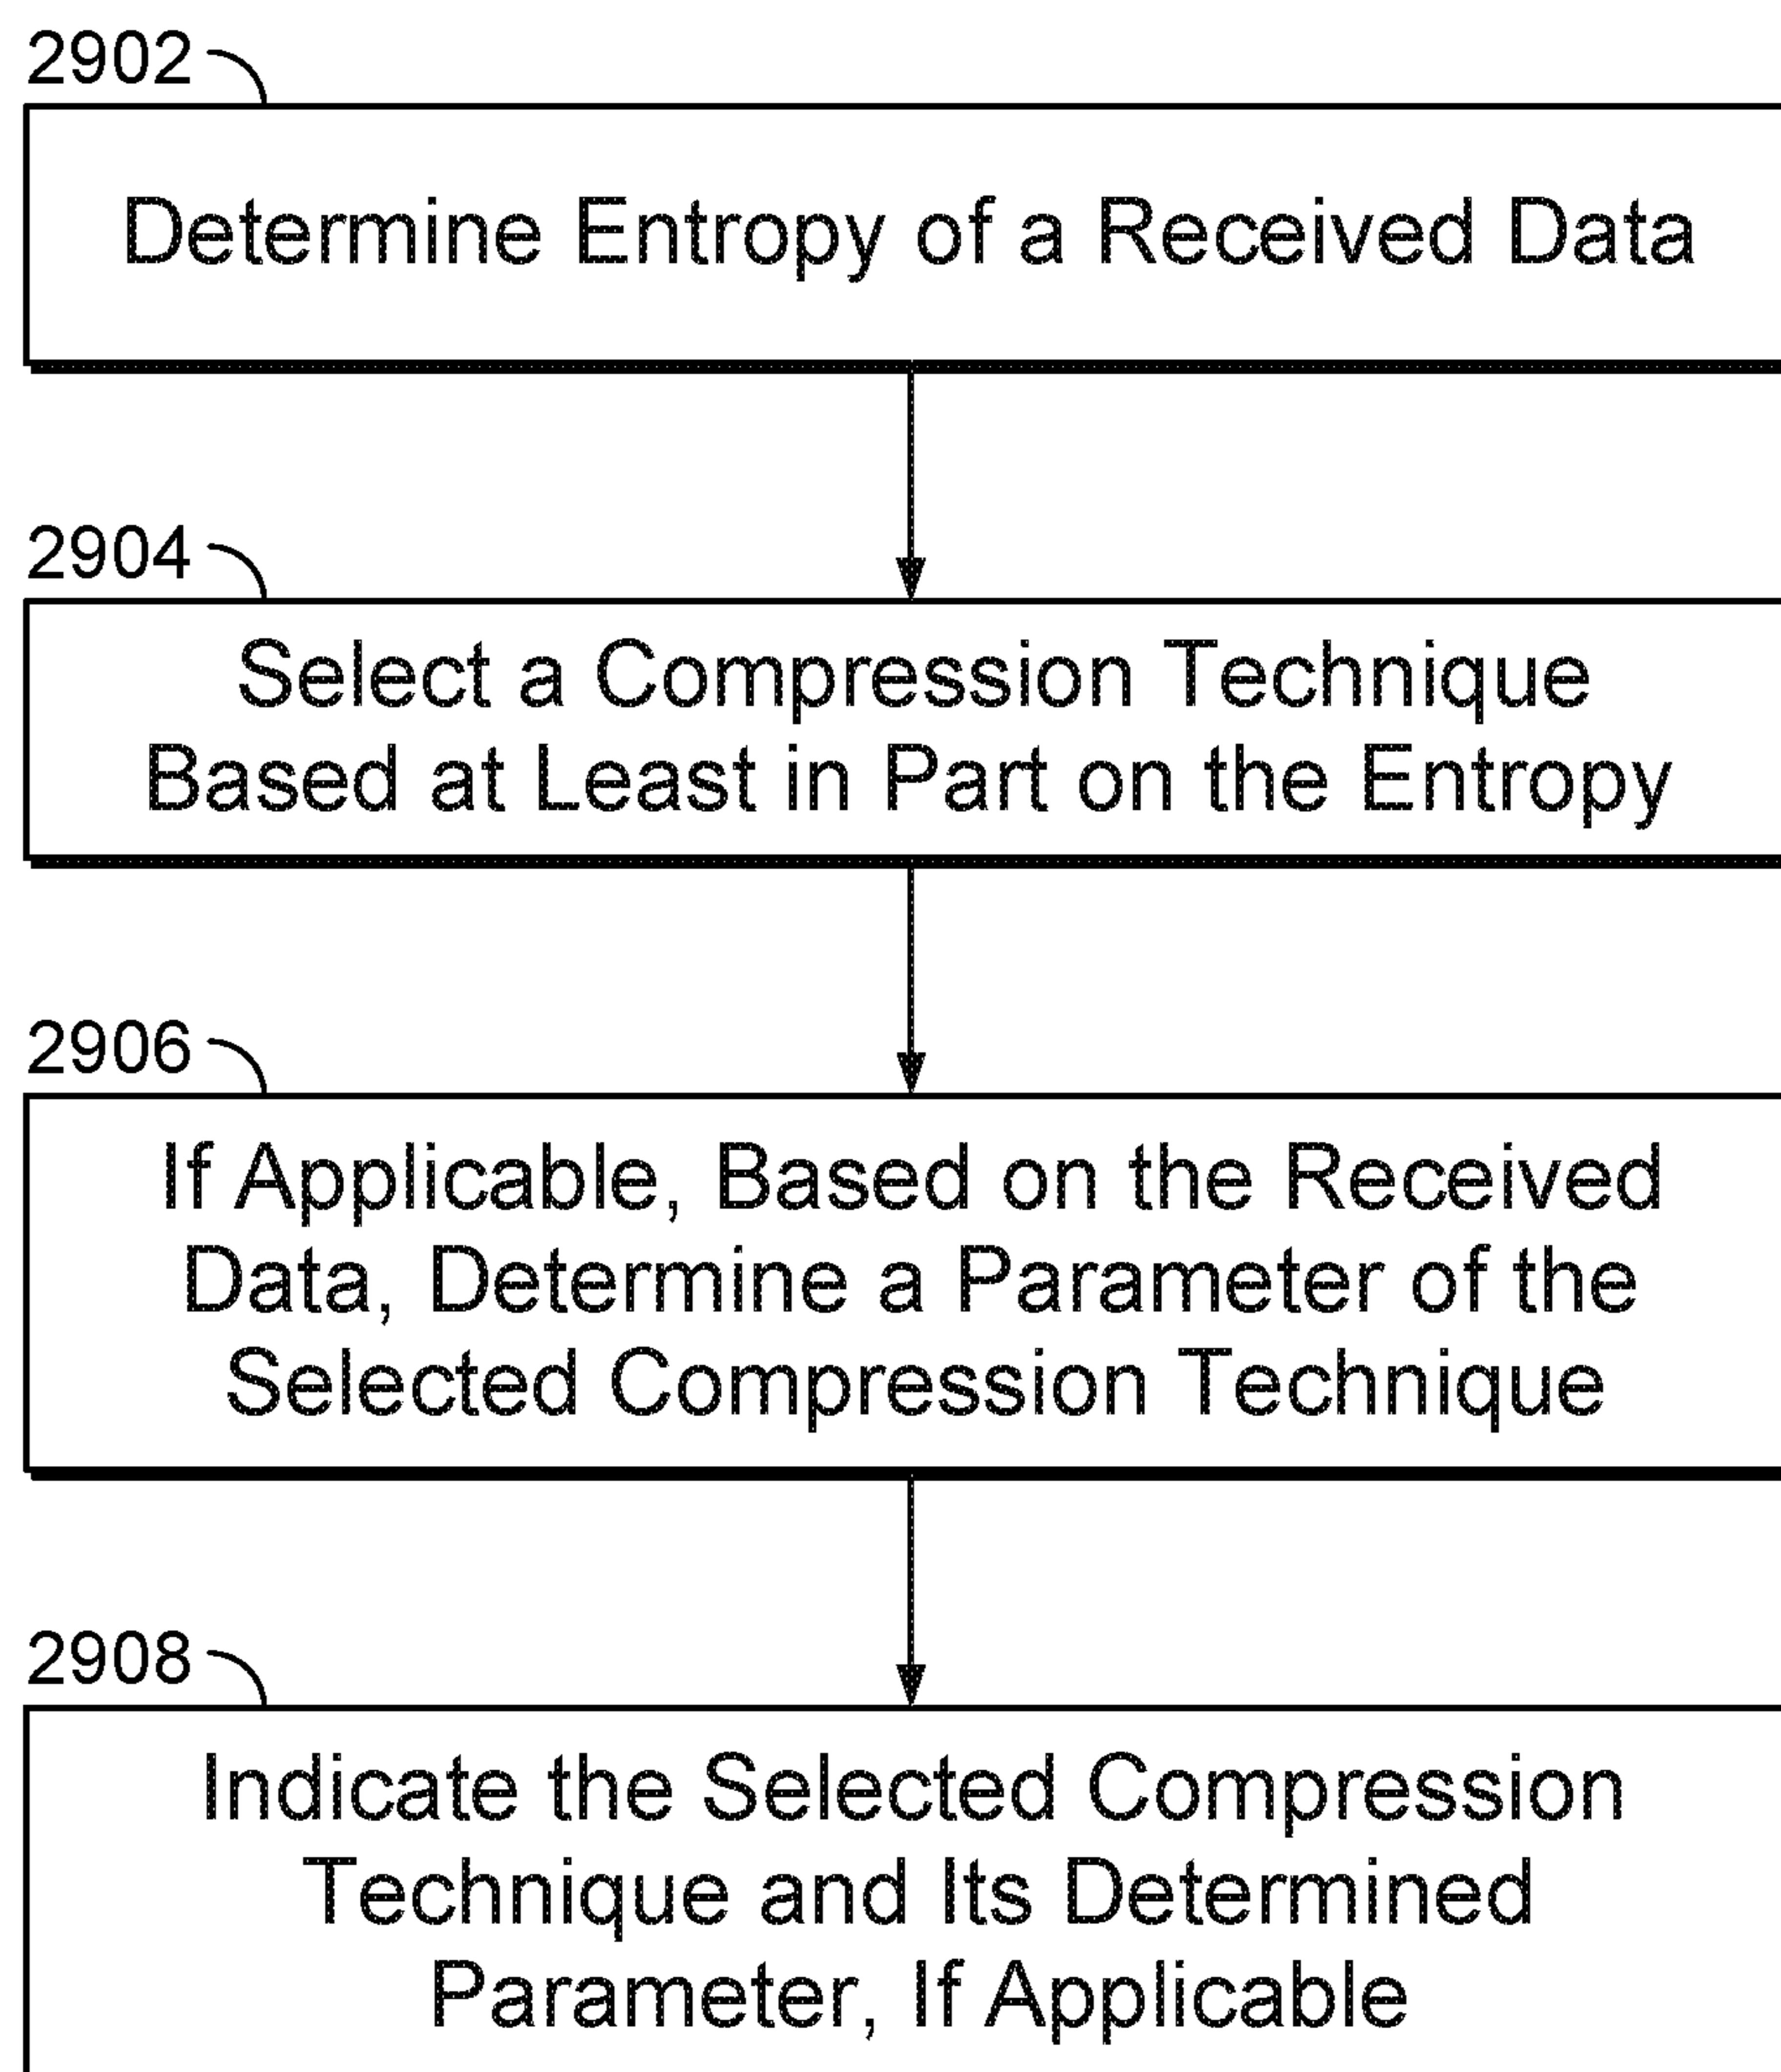 2902
Determine Entropy of a Received Data
2904
Select a Compression Technique
Based at Least in Part on the Entropy
2906
If Applicable, Based on the Received
Data, Determine a Parameter of the
Selected Compression Technique
2908
Indicate the Selected Compression
Technique and Its Determined
Parameter, If Applicable